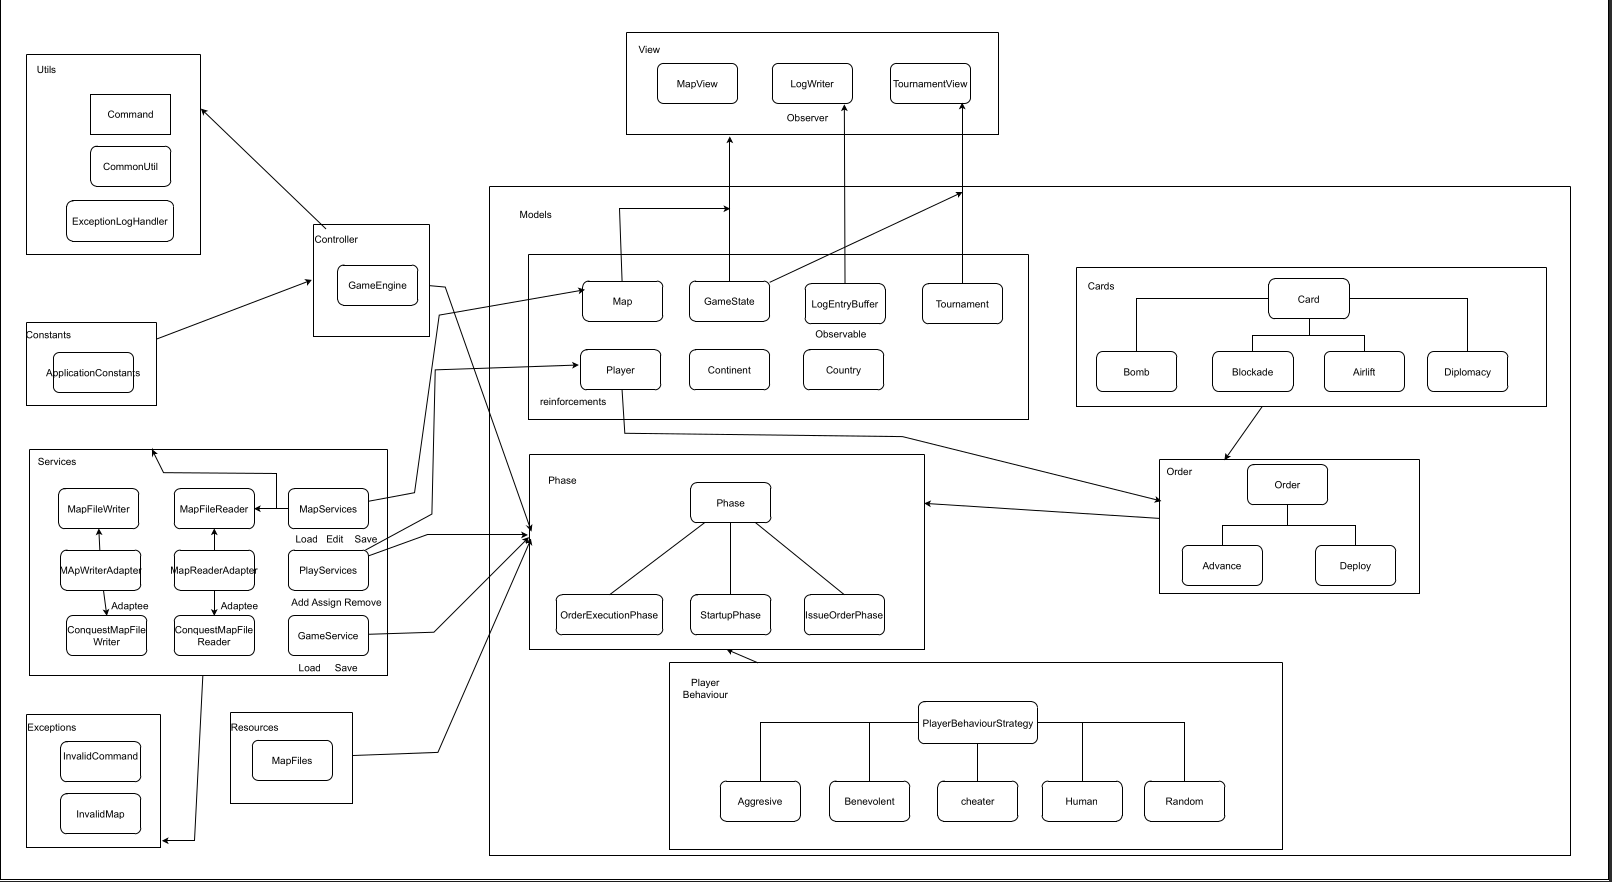 View
MapView
LogWriter
TournamentView
Observer
Utils
Command
CommonUtil
ExceptionLogHandler
Controller
GameEngine
Constants
ApplicationConstants
Models
Map
GameState
LogEntryBuffer
Tournament
Observable
Player
Continent
Country
reinforcements
Cards
Card
Bomb
Blockade
Airlift
Diplomacy
Services
MapFileWriter
MapFileReader
MapServices
Load Edit Save
MApWriterAdapter
MapReaderAdapter
PlayServices
Adaptee
Adaptee
Add Assign Remove
ConquestMapFile
Writer
ConquestMapFile
Reader
GameService
Load Save
Phase
Phase
OrderExecutionPhase
StartupPhase
IssueOrderPhase
Order
Order
Advance
Deploy
Exceptions
InvalidCommand
InvalidMap
Resources
MapFiles
Player
Behaviour
PlayerBehaviourStrategy
Aggresive
Benevolent
cheater
Human
Random